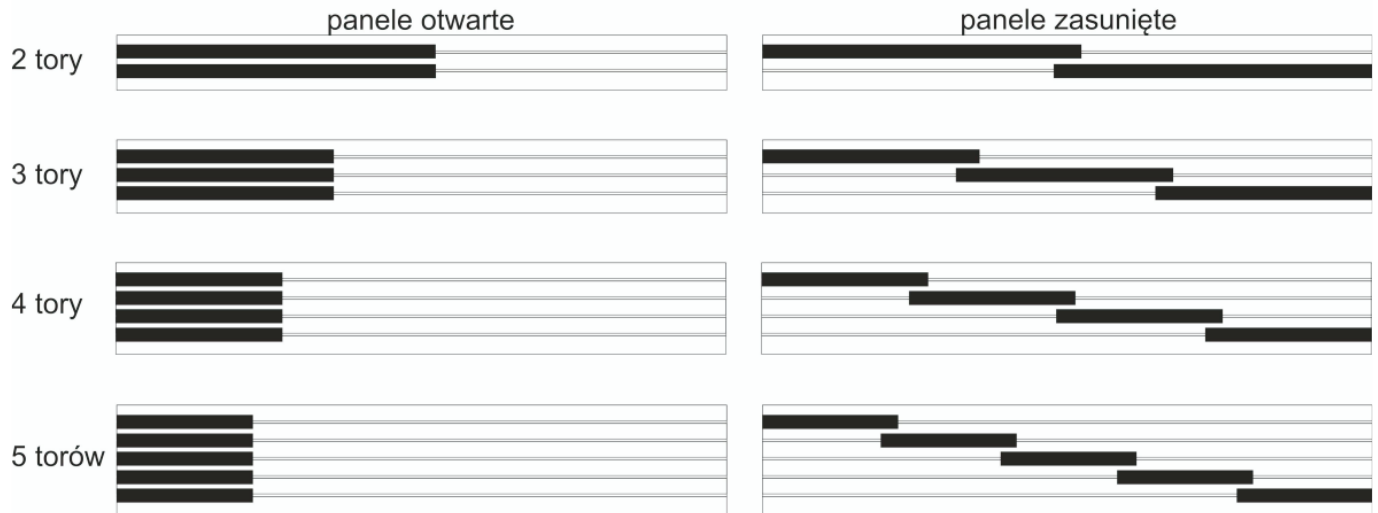 panele otwarte
panele zasunięte
2 tory
3 tory
4 tory
5 torów